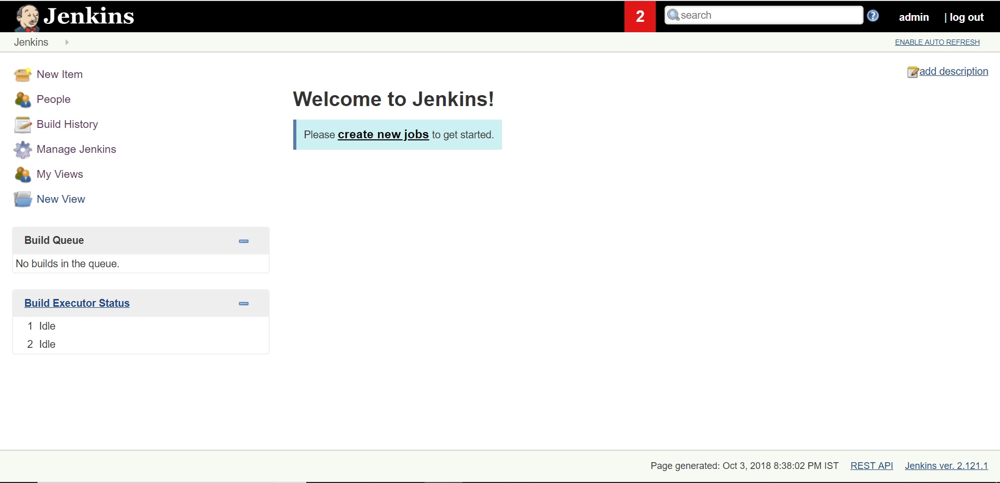 Jenkins
2
search
admin
| log out
Jenkins
ENABLE AUTO REFRESH
New Item
People
Build History
Manage Jenkins
My Views
New View
add description
Welcome to Jenkins!
Please create new jobs to get started.
Build Queue
No builds in the queue.
Build Executor Status
1 Idle
2 Idle
Page generated: Oct 3, 2018 8:38:02 PM IST
REST API
Jenkins ver. 2.121.1